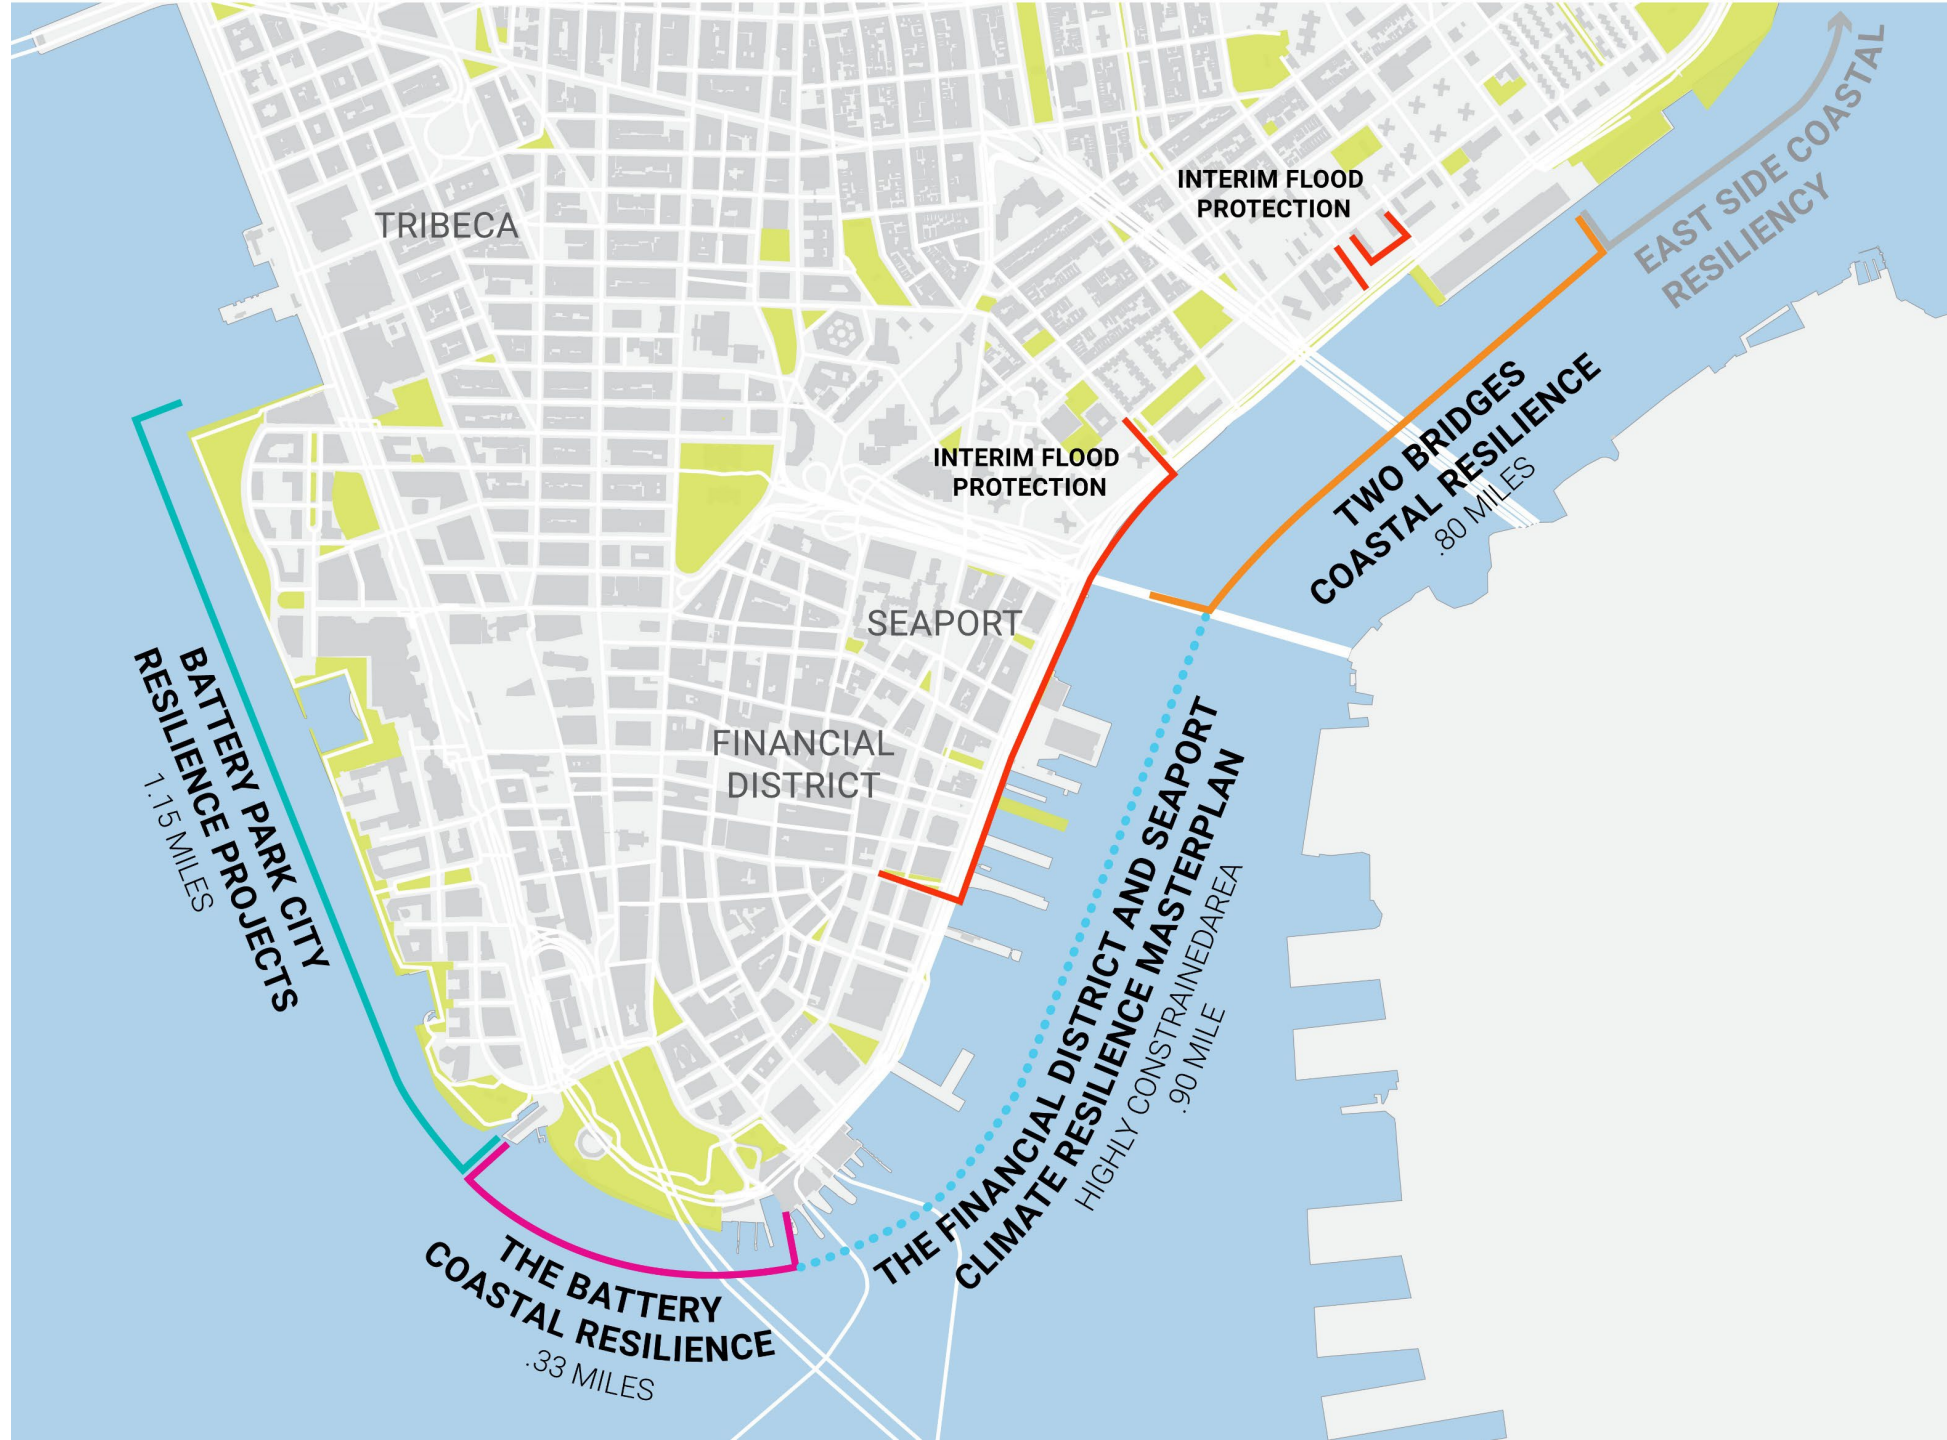 TRIBECA
INTERIM FLOOD
PROTECTION
EAST SIDE COASTAL
RESILIENCY
INTERIM FLOOD
PROTECTION
TWO BRIDGES
COASTAL RESILIENCE
.80 MILES
SEAPORT
FINANCIAL
DISTRICT
BATTERY PARK CITY
RESILIENCE PROJECTS
1.15 MILES
THE FINANCIAL DISTRICT AND SEAPORT
CLIMATE RESILIENCE MASTERPLAN
HIGHLY CONSTRAINEDAREA
.90 MILE
THE BATTERY
COASTAL RESILIENCE
.33 MILES